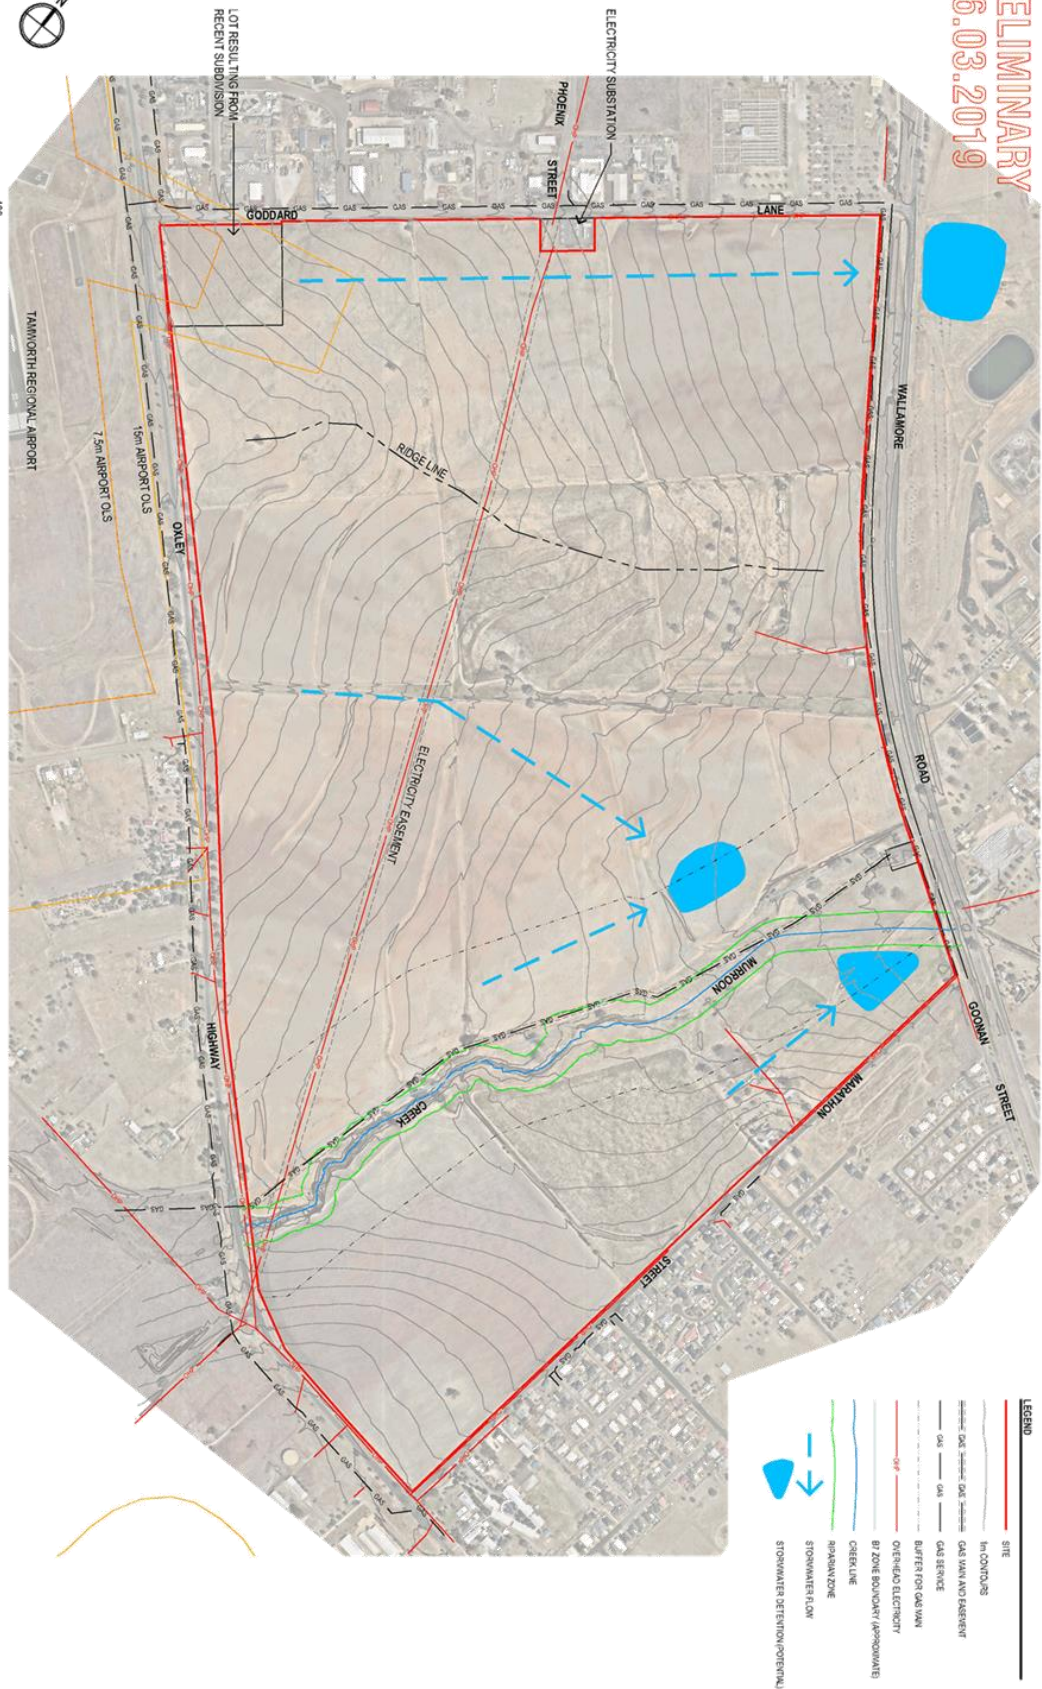 ELIMINARY
6.03.2019
N
LOT RESULTING FROM
RECENT SUBDIVISION
ELECTRICITY SUBSTATION
PHOENIX
STREET
GODDARD
LANE
WALLAMORE
ROAD
RIDGE LINE
TAMWORTH REGIONAL AIRPORT
7.5m AIRPORT OLS
15m AIRPORT OLS
OXLEY
HIGHWAY
ELECTRICITY EASEMENT
MURROON
CREEK
GOONAN
STREET
MARATHON
STREET
GAS
OHP
LEGEND
SITE
1m CONTOURS
GAS MAIN AND EASEMENT
GAS SERVICE
BUFFER FOR GAS MAIN
OVERHEAD ELECTRICITY
B7 ZONE BOUNDARY (APPROXIMATE)
CREEK LINE
RIPARIAN ZONE
STORMWATER FLOW
STORMWATER DETENTION (POTENTIAL)